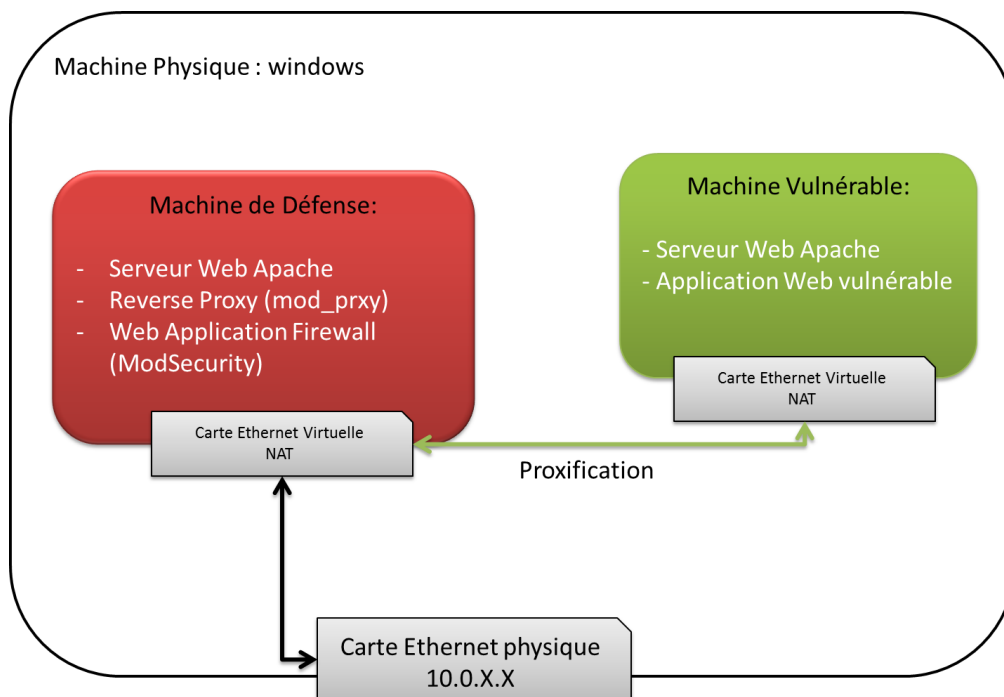 Machine Physique : windows
Machine de Défense:
- Serveur Web Apache
- Reverse Proxy (mod_prxy)
- Web Application Firewall
(ModSecurity)
Carte Ethernet Virtuelle
NAT
Machine Vulnérable:
- Serveur Web Apache
- Application Web vulnérable
Carte Ethernet Virtuelle
NAT
Proxification
Carte Ethernet physique
10.0.X.X